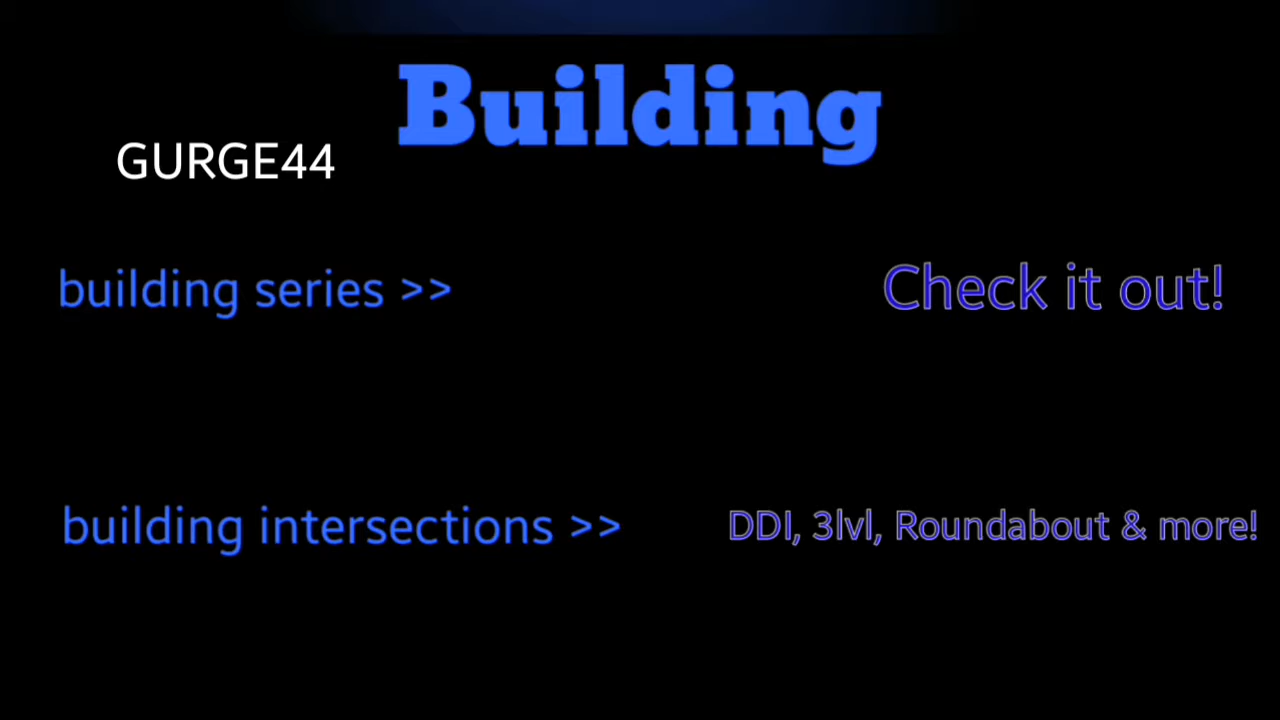 Building
GURGE44
building series >>
Check it out!
building intersections >>
DDI, 3lvl, Roundabout & more!